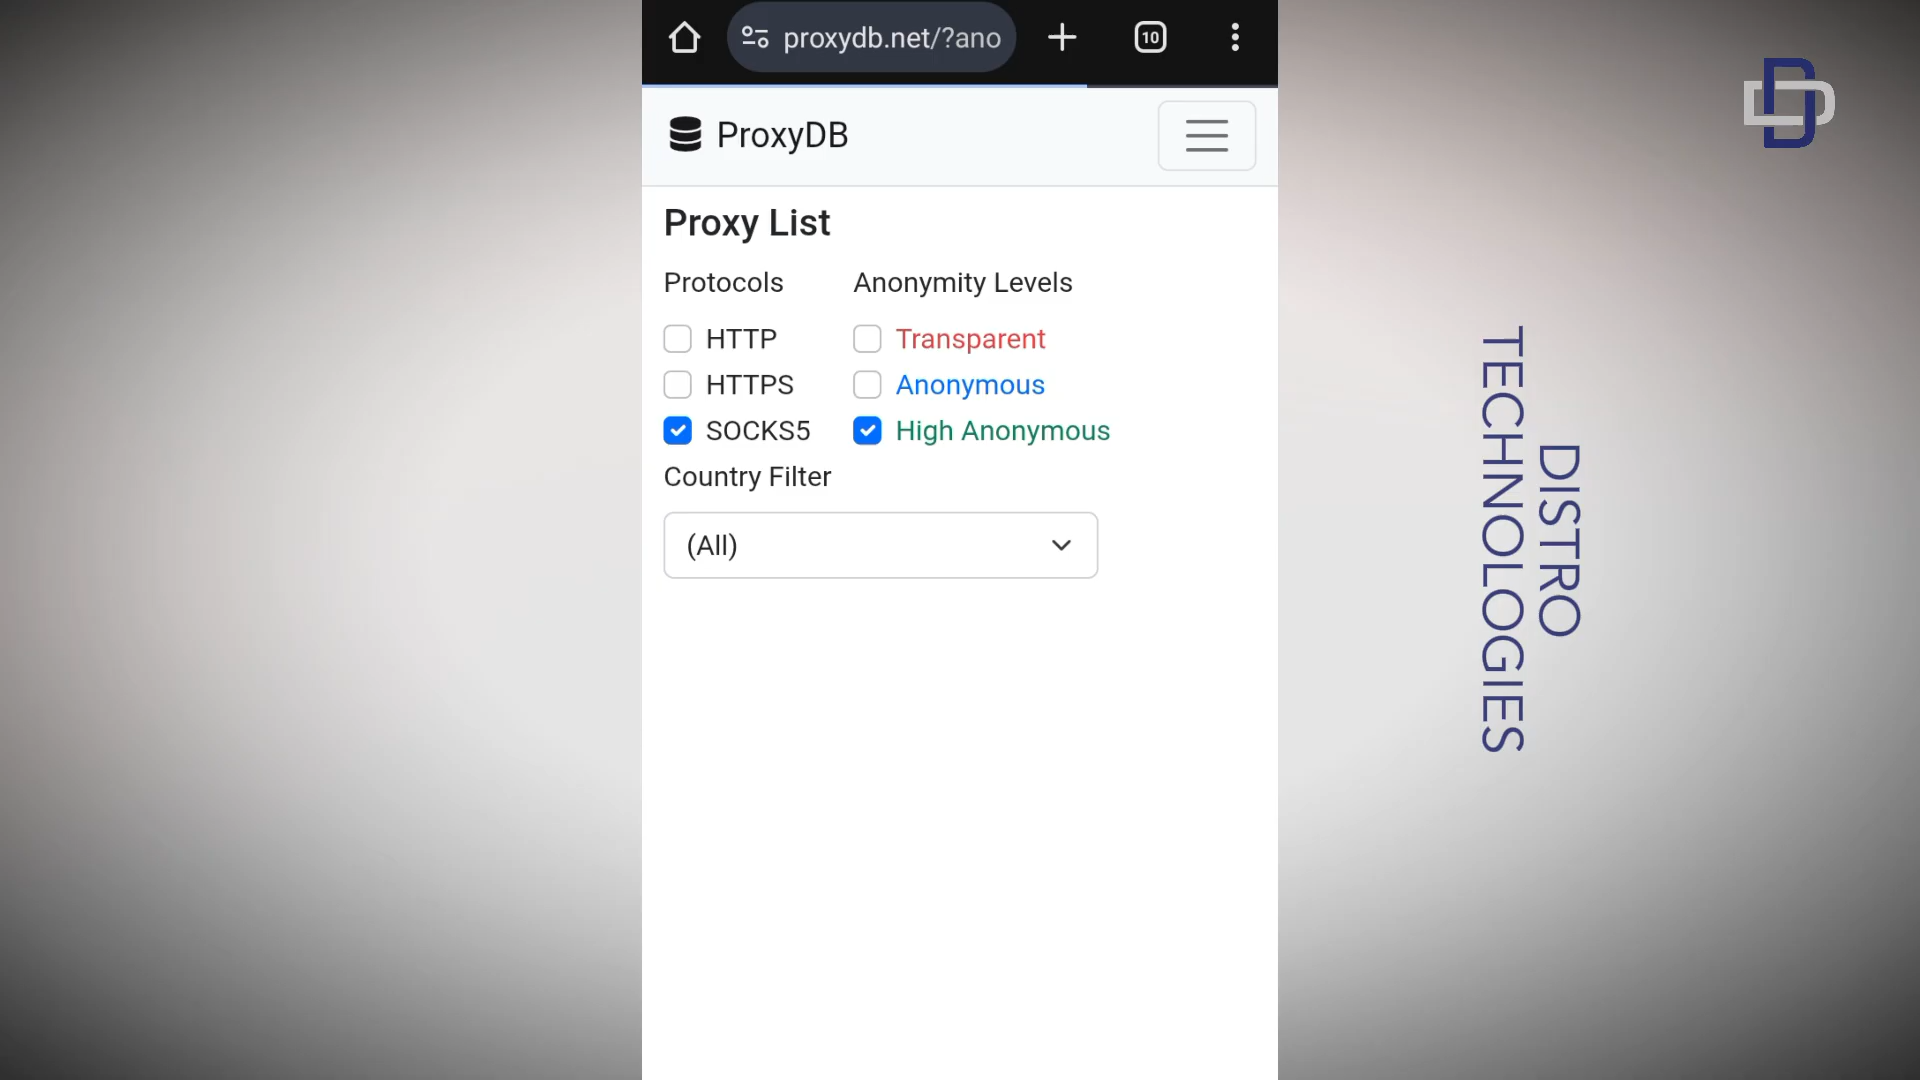 proxydb.net/?ano
10
ProxyDB
Proxy List
Protocols
Anonymity Levels
HTTP
Transparent
HTTPS
Anonymous
SOCKS5
High Anonymous
Country Filter
(All)
DISTRO
TECHNOLOGIES